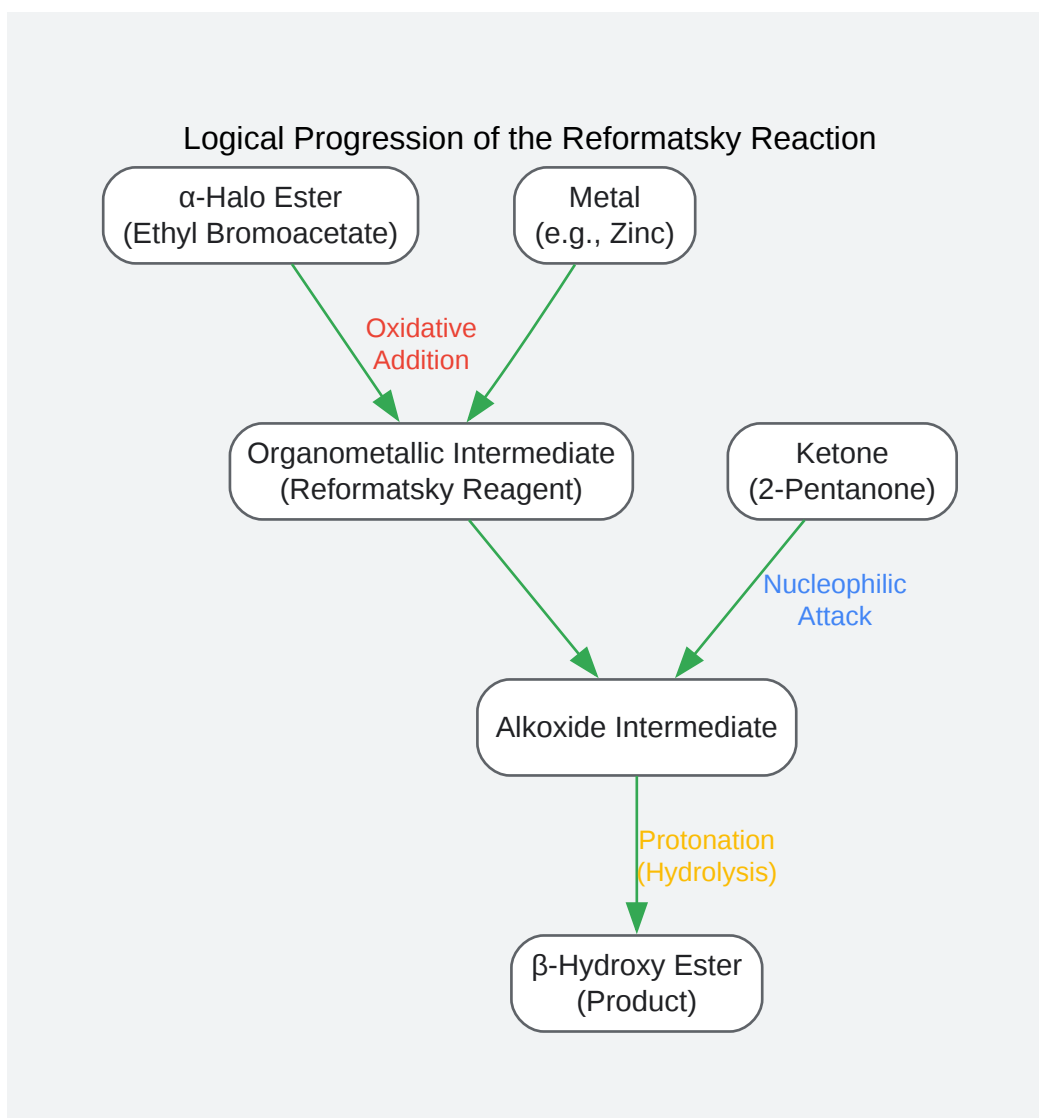 Logical Progression of the Reformatsky Reaction
α-Halo Ester
(Ethyl Bromoacetate)
Metal
(e.g., Zinc)
Oxidative
Addition
Organometallic Intermediate
(Reformatsky Reagent)
Ketone
(2-Pentanone)
Nucleophilic
Attack
Alkoxide Intermediate
Protonation
(Hydrolysis)
β-Hydroxy Ester
(Product)